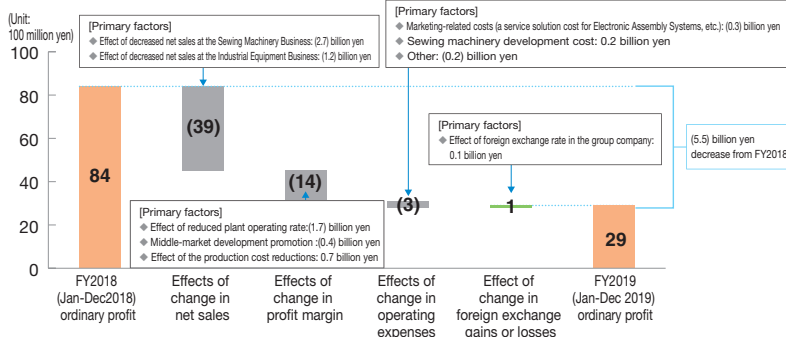 (Unit:
100 million yen)
[Primary factors]
◆ Effect of decreased net sales at the Sewing Machinery Business: (2.7) billion yen
◆ Effect of decreased net sales at the Industrial Equipment Business: (1.2) billion yen
[Primary factors]
◆ Marketing-related costs (a service solution cost for Electronic Assembly Systems, etc.): (0.3) billion yen
◆ Sewing machinery development cost: 0.2 billion yen
◆ Other: (0.2) billion yen
100
80
60
40
20
0
84
(39)
(14)
(3)
1
29
[Primary factors]
◆ Effect of foreign exchange rate in the group company:
0.1 billion yen
(5.5) billion yen
decrease from FY2018
[Primary factors]
◆ Effect of reduced plant operating rate:(1.7) billion yen
◆ Middle-market development promotion :(0.4) billion yen
◆ Effect of the production cost reductions: 0.7 billion yen
FY2018
(Jan-Dec2018)
ordinary profit
Effects of
change in
net sales
Effects of
change in
profit margin
Effects of
change in
operating
expenses
Effect of
change in
foreign exchange
gains or losses
FY2019
(Jan-Dec 2019)
ordinary profit